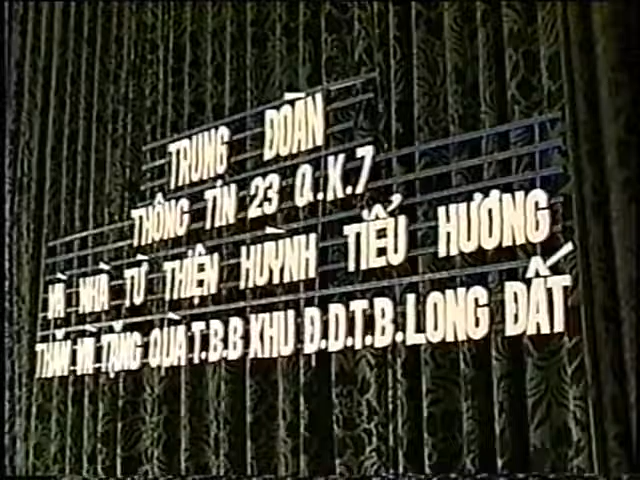 TRUNG ĐOÀN
THÔNG TIN 23 Q.K.7
VÀ NHÀ TỪ THIỆN HUỲNH TIỂU HƯƠNG
THĂM VÀ TẶNG QUÀ T.B.B KHU Đ.D.T.B.LONG ĐẤT